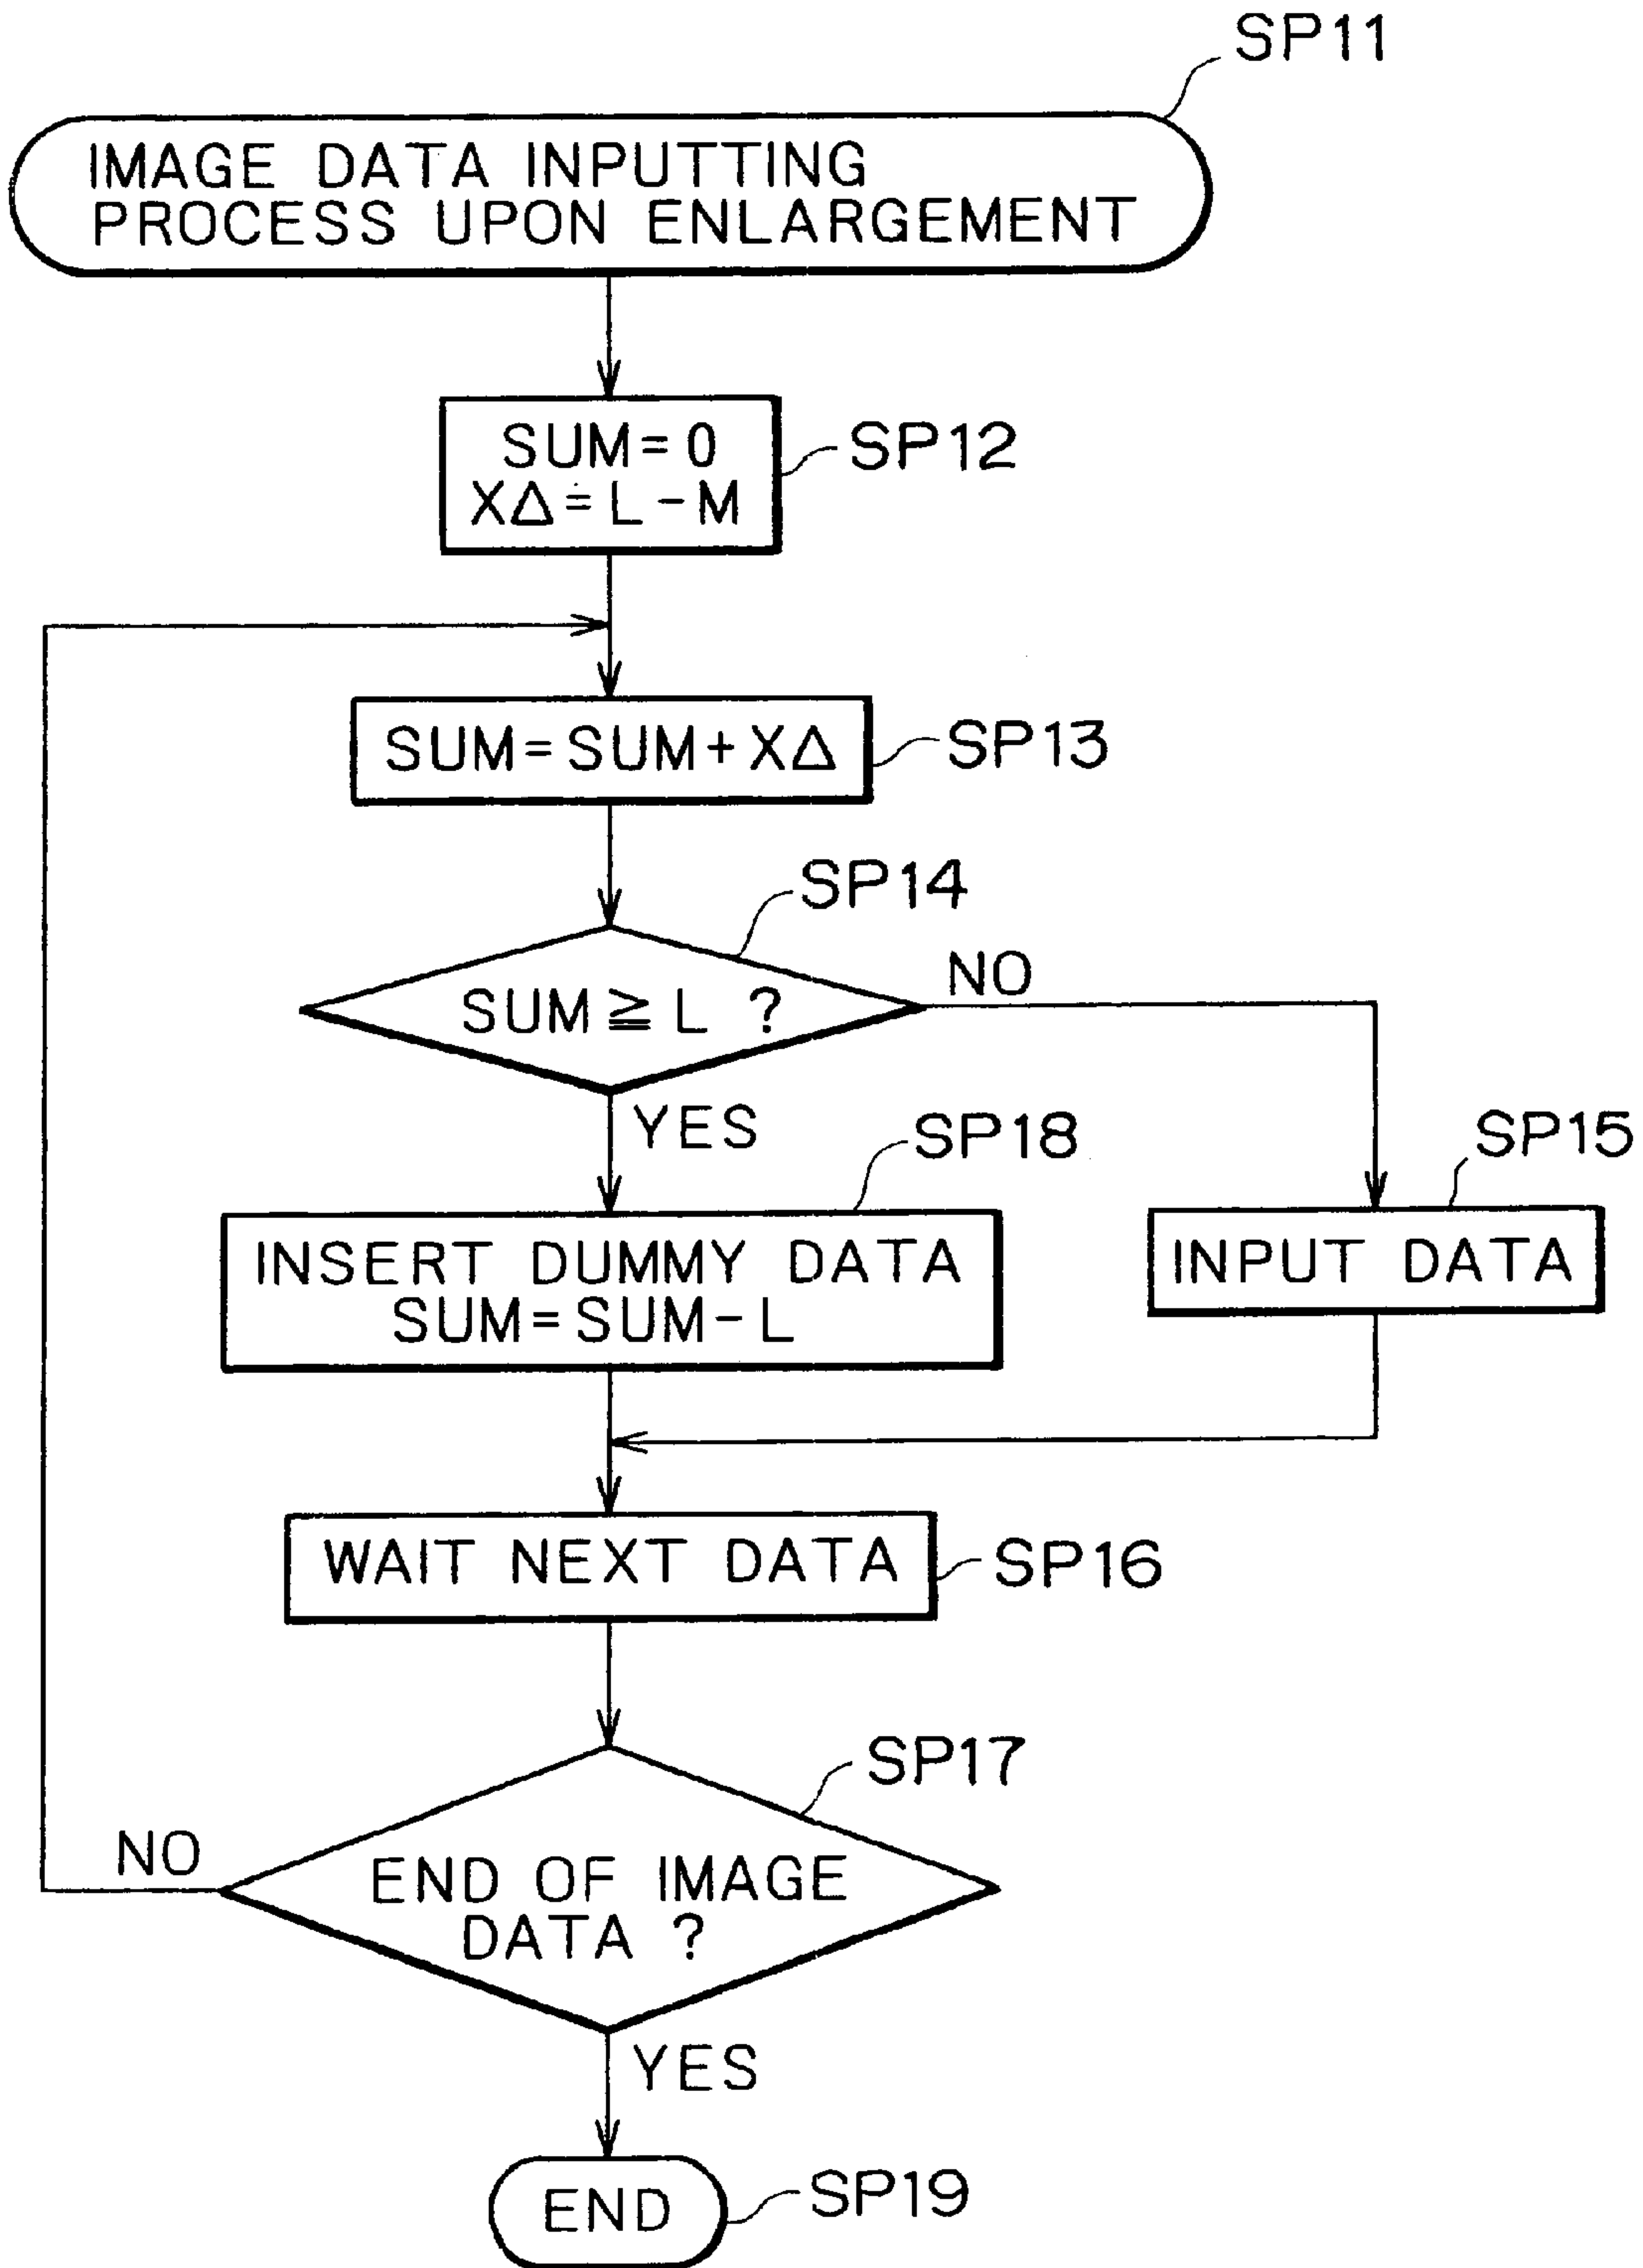 SP11
IMAGE DATA INPUTTING
PROCESS UPON ENLARGEMENT
SUM=0
XΔ=L-M
SP12
SUM=SUM+XΔ
SP13
SP14
SUM≧L ?
NO
YES
SP18
SP15
INSERT DUMMY DATA
SUM=SUM-L
INPUT DATA
WAIT NEXT DATA
SP16
SP17
NO
END OF IMAGE
DATA ?
YES
END
SP19